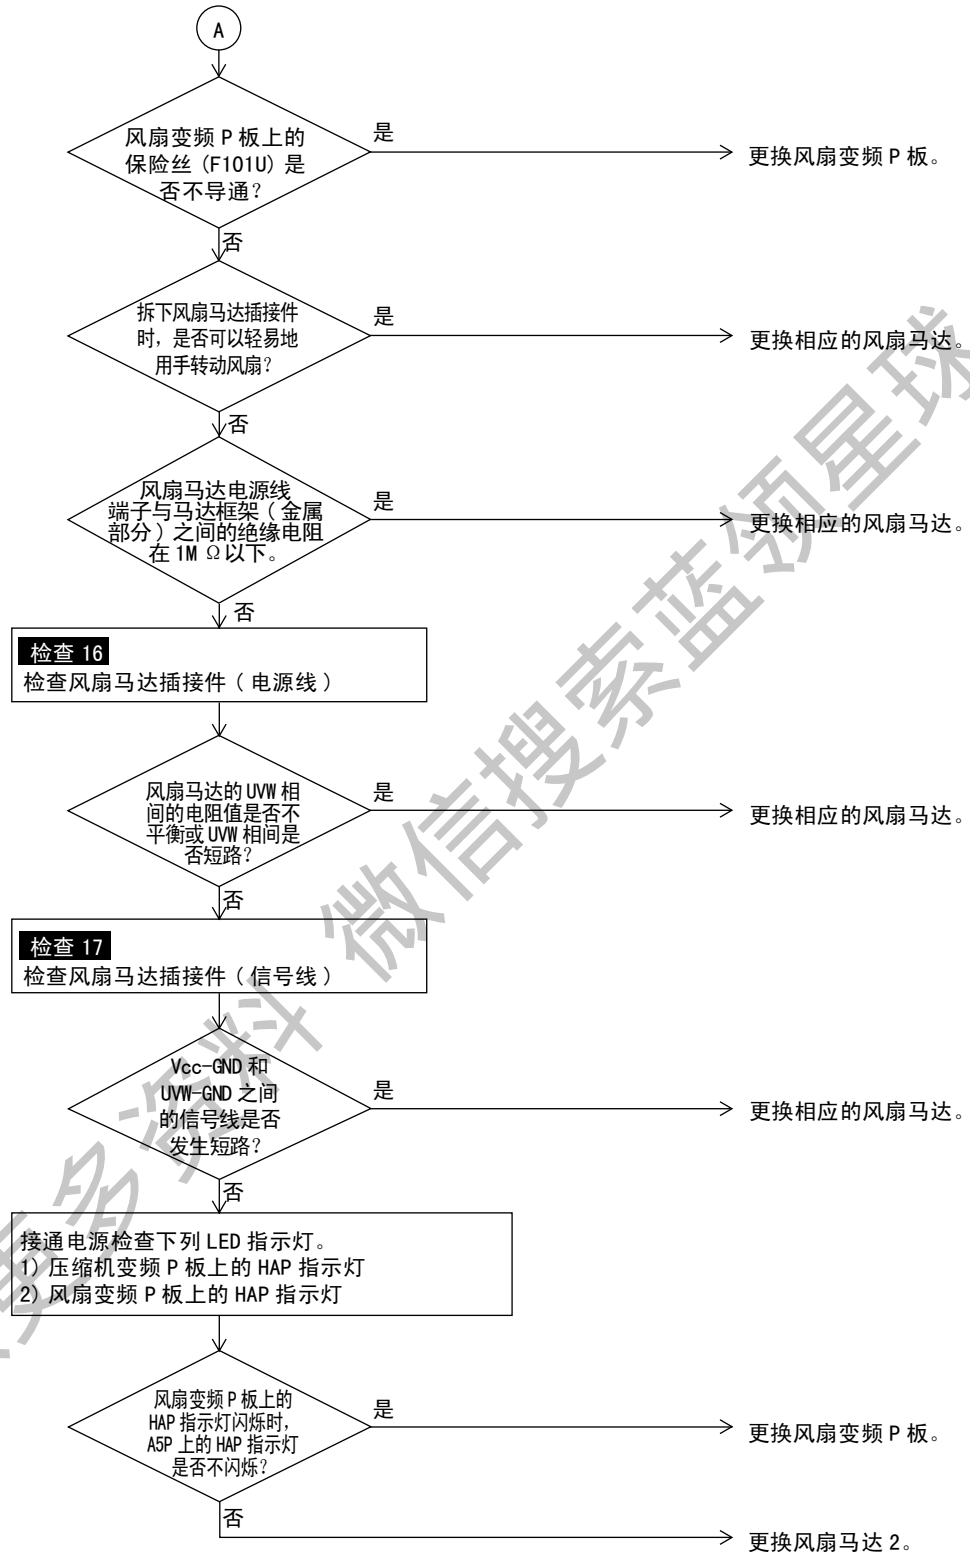 A
风扇变频 P 板上的
保险丝 (F101U) 是
否不导通？
是
更换风扇变频 P 板。
否
拆下风扇马达插接件
时，是否可以轻易地
用手转动风扇？
是
更换相应的风扇马达。
否
风扇马达电源线
端子与马达框架（金属
部分）之间的绝缘电阻
在 1M Ω 以下。
是
更换相应的风扇马达。
否
检查 16
检查风扇马达插接件（电源线）
风扇马达的 UVW 相
间的电阻值是否不
平衡或 UVW 相间是
否短路？
是
更换相应的风扇马达。
否
检查 17
检查风扇马达插接件（信号线）
Vcc-GND 和
UVW-GND 之间
的信号线是否
发生短路？
是
更换相应的风扇马达。
否
接通电源检查下列 LED 指示灯。
1) 压缩机变频 P 板上的 HAP 指示灯
2) 风扇变频 P 板上的 HAP 指示灯
风扇变频 P 板上的
HAP 指示灯闪烁时，
A5P 上的 HAP 指示灯
是否不闪烁？
是
更换风扇变频 P 板。
否
更换风扇马达 2。
更多资料 微信搜索蓝领星球